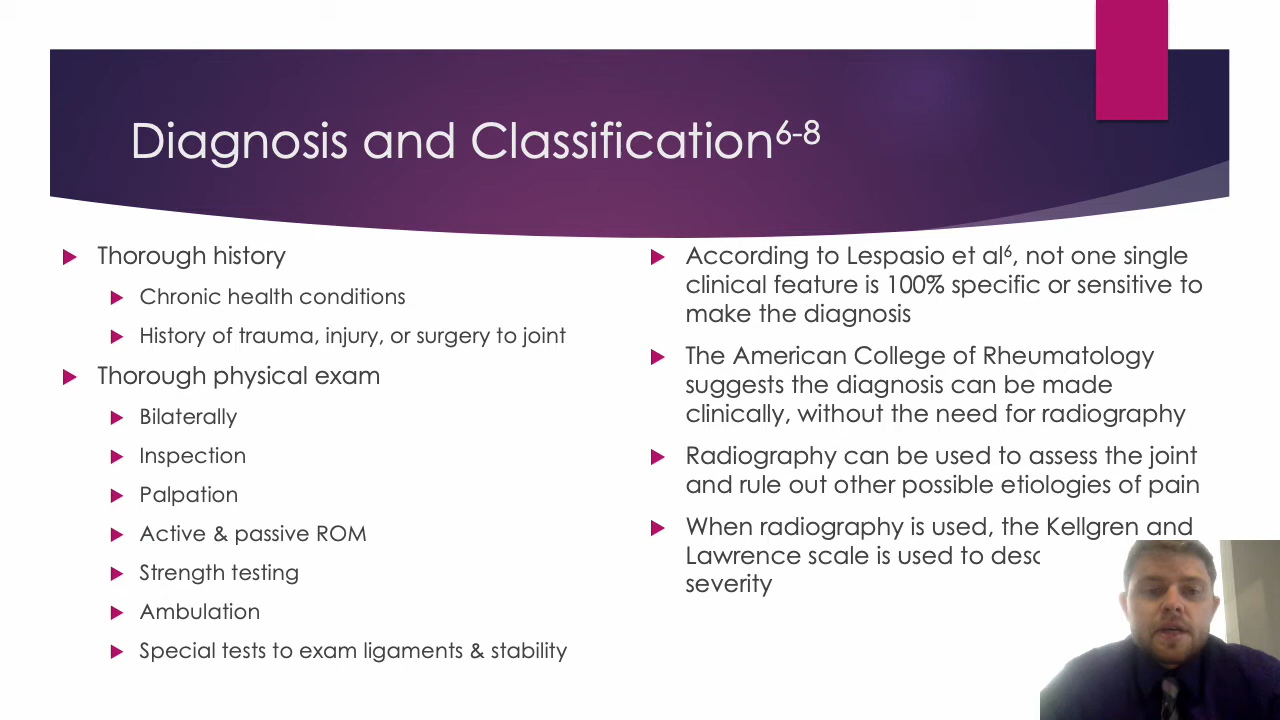 Diagnosis and Classification6-8
Thorough history
Chronic health conditions
History of trauma, injury, or surgery to joint
Thorough physical exam
Bilaterally
Inspection
Palpation
Active & passive ROM
Strength testing
Ambulation
Special tests to exam ligaments & stability
According to Lespasio et al6, not one single
clinical feature is 100% specific or sensitive to
make the diagnosis
The American College of Rheumatology
suggests the diagnosis can be made
clinically, without the need for radiography
Radiography can be used to assess the joint
and rule out other possible etiologies of pain
When radiography is used, the Kellgren and
Lawrence scale is used to
severity